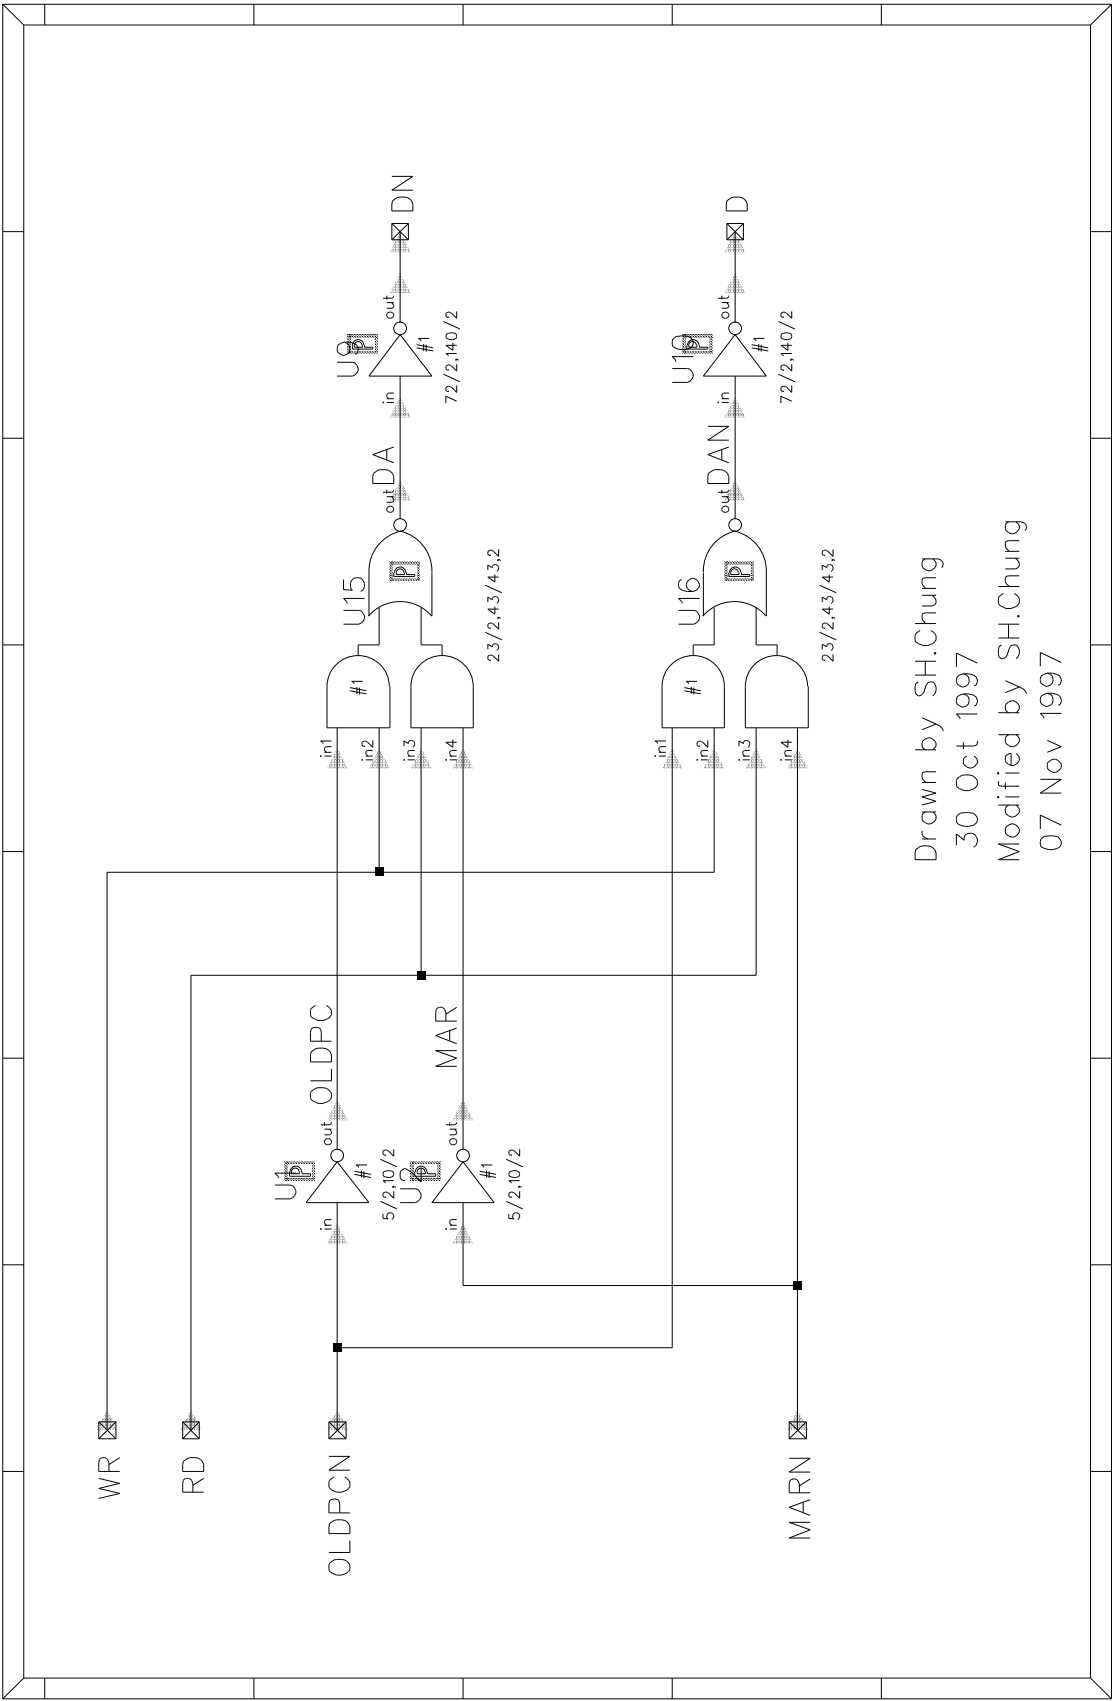 WR
RD
OLDPCN
MARN
in
U1
P
#1
out
5/2,10/2
OLDPC
in
P
#1
out
5/2,10/2
MAR
in1
in2
in3
in4
#1
U15
P
23/2,43/43,2
out
DA
in
U9
P
#1
72/2,140/2
out
DN
in1
in2
in3
in4
#1
U16
P
23/2,43/43,2
out
DAN
in
P
#1
72/2,140/2
out
D
Drawn by SH.Chung
30 Oct 1997
Modified by SH.Chung
07 Nov 1997